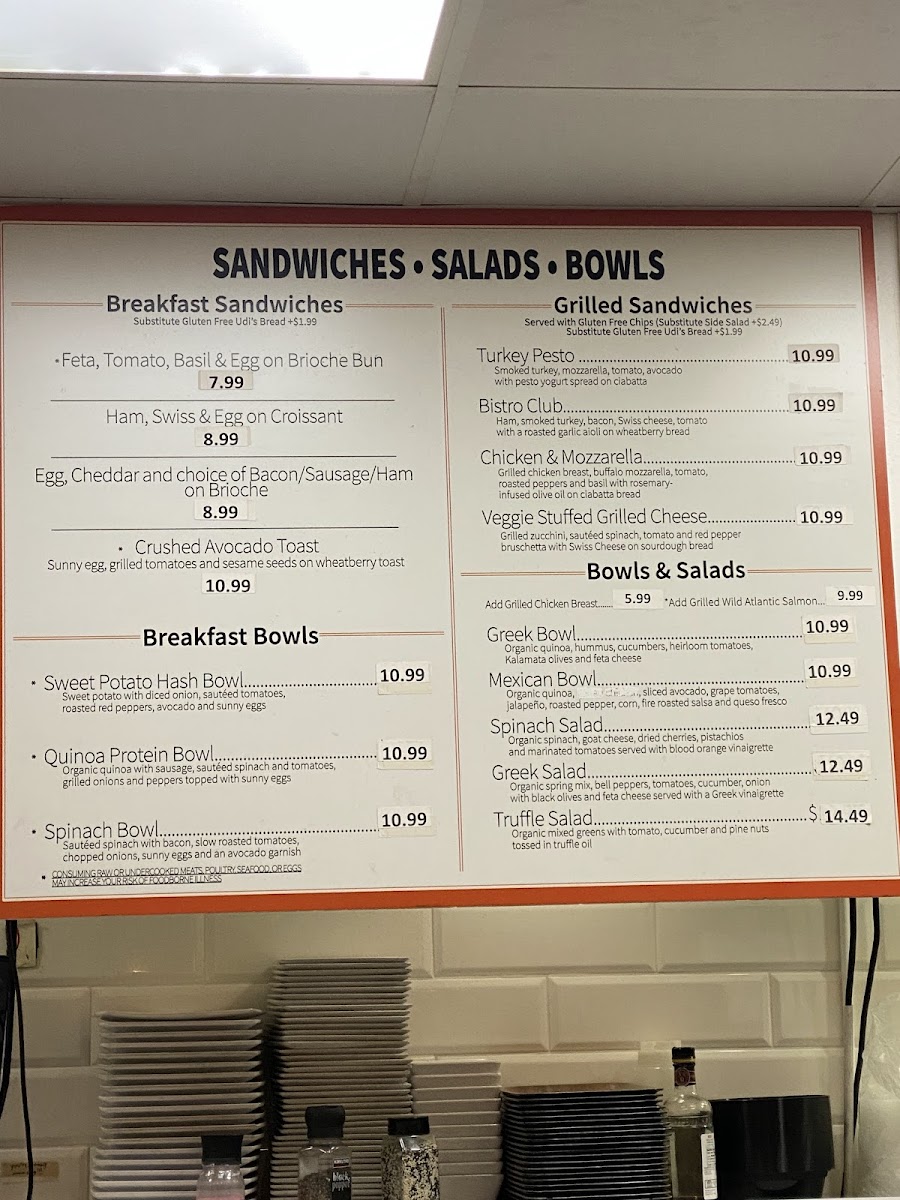 SANDWICHES • SALADS • BOWLS
Breakfast Sandwiches
Substitute Gluten Free Udi's Bread +$1.99
•Feta, Tomato, Basil & Egg on Brioche Bun
7.99
Ham, Swiss & Egg on Croissant
8.99
Egg, Cheddar and choice of Bacon/Sausage/Ham
on Brioche
8.99
• Crushed Avocado Toast
Sunny egg, grilled tomatoes and sesame seeds on wheatberry toast
10.99
Breakfast Bowls
• Sweet Potato Hash Bowl 10.99
Sweet potato with diced onion, sautéed tomatoes,
roasted red peppers, avocado and sunny eggs
• Quinoa Protein Bowl 10.99
Organic quinoa with sausage, sautéed spinach and tomatoes,
grilled onions and peppers topped with sunny eggs
• Spinach Bowl 10.99
Sautéed spinach with bacon, slow roasted tomatoes,
chopped onions, sunny eggs and an avocado garnish
• CONSUMING RAW OR UNDERCOOKED MEATS, POULTRY, SEAFOOD, OR EGGS
MAY INCREASE YOUR RISK OF FOODBORNE ILLNESS
Grilled Sandwiches
Served with Gluten Free Chips (Substitute Side Salad +$2.49)
Substitute Gluten Free Udi's Bread +$1.99
Turkey Pesto 10.99
Smoked turkey, mozzarella, tomato, avocado
with pesto yogurt spread on ciabatta
Bistro Club 10.99
Ham, smoked turkey, bacon, Swiss cheese, tomato
with a roasted garlic aioli on wheatberry bread
Chicken & Mozzarella 10.99
Grilled chicken breast, buffalo mozzarella, tomato,
roasted peppers and basil with rosemary-
infused olive oil on ciabatta bread
Veggie Stuffed Grilled Cheese 10.99
Grilled zucchini, sautéed spinach, tomato and red pepper
bruschetta with Swiss Cheese on sourdough bread
Bowls & Salads
Add Grilled Chicken Breast...... 5.99 *Add Grilled Wild Atlantic Salmon... 9.99
Greek Bowl 10.99
Organic quinoa, hummus, cucumbers, heirloom tomatoes,
Kalamata olives and feta cheese
Mexican Bowl 10.99
Organic quinoa, sliced avocado, grape tomatoes,
jalapeño, roasted pepper, corn, fire roasted salsa and queso fresco
Spinach Salad 12.49
Organic spinach, goat cheese, dried cherries, pistachios
and marinated tomatoes served with blood orange vinaigrette
Greek Salad 12.49
Organic spring mix, bell peppers, tomatoes, cucumber, onion
with black olives and feta cheese served with a Greek vinaigrette
Truffle Salad $ 14.49
Organic mixed greens with tomato, cucumber and pine nuts
tossed in truffle oil
black
pepper